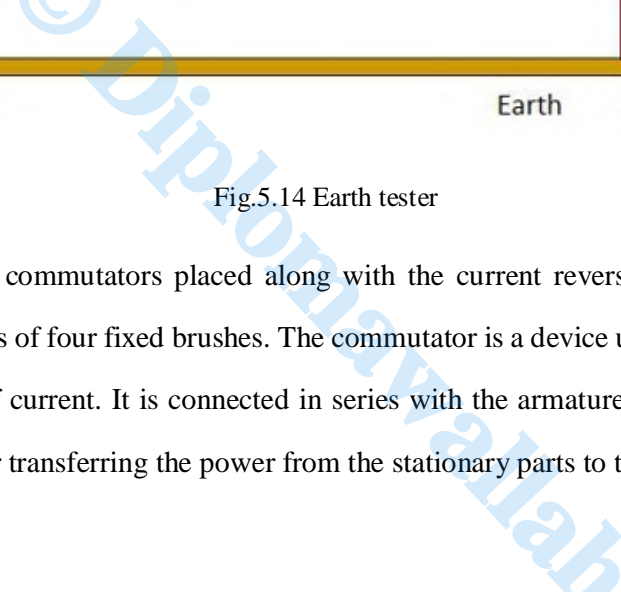 Earth
Fig.5.14 Earth tester
commutators placed along with the current revers
s of four fixed brushes. The commutator is a device u
f current. It is connected in series with the armature
r transferring the power from the stationary parts to t
© Diplomawallah